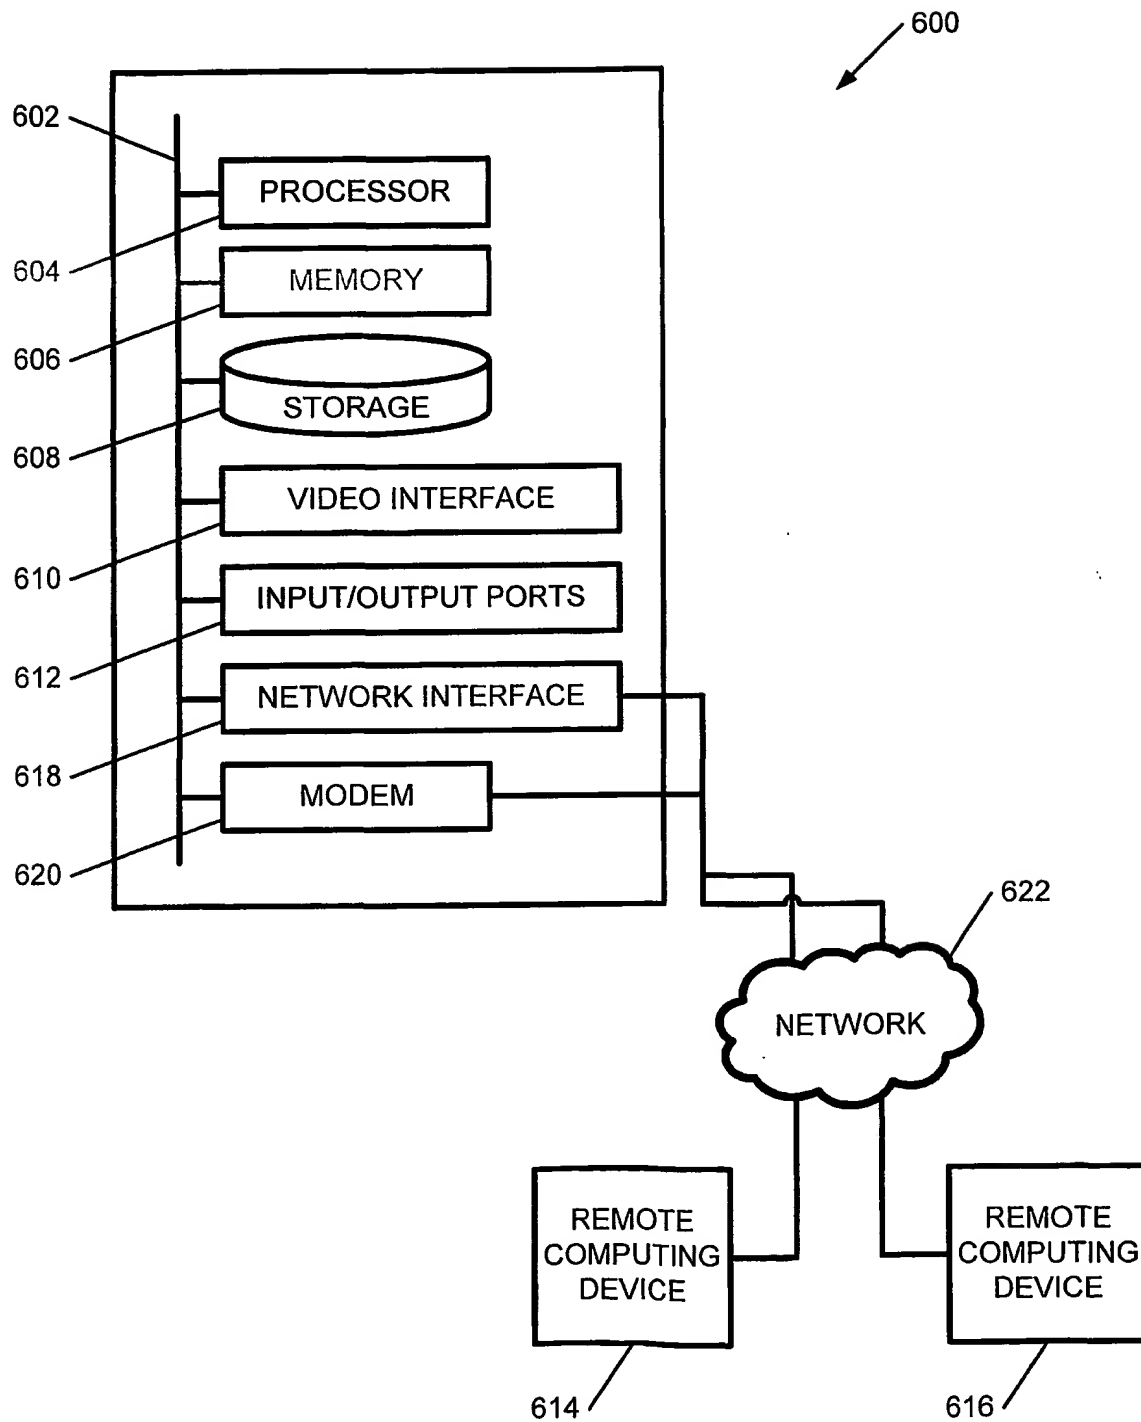 600
602
PROCESSOR
604
MEMORY
606
STORAGE
608
VIDEO INTERFACE
610
INPUT/OUTPUT PORTS
612
NETWORK INTERFACE
618
MODEM
620
622
NETWORK
REMOTE
COMPUTING
DEVICE
REMOTE
COMPUTING
DEVICE
614
616